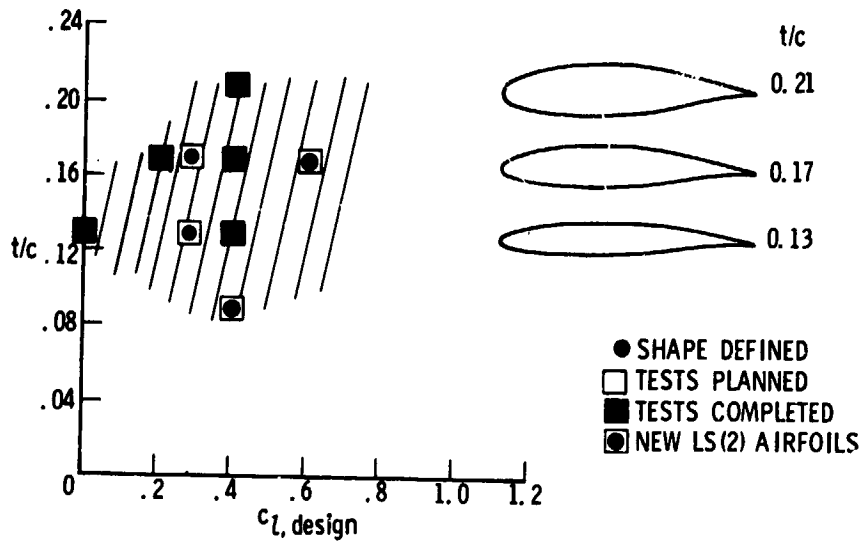 .24
.20
.16
t/c .12
.08
.04
0 .2 .4 .6 .8 1.0 1.2
cl, design
t/c
0.21
0.17
0.13
SHAPE DEFINED
TESTS PLANNED
TESTS COMPLETED
NEW LS(2) AIRFOILS